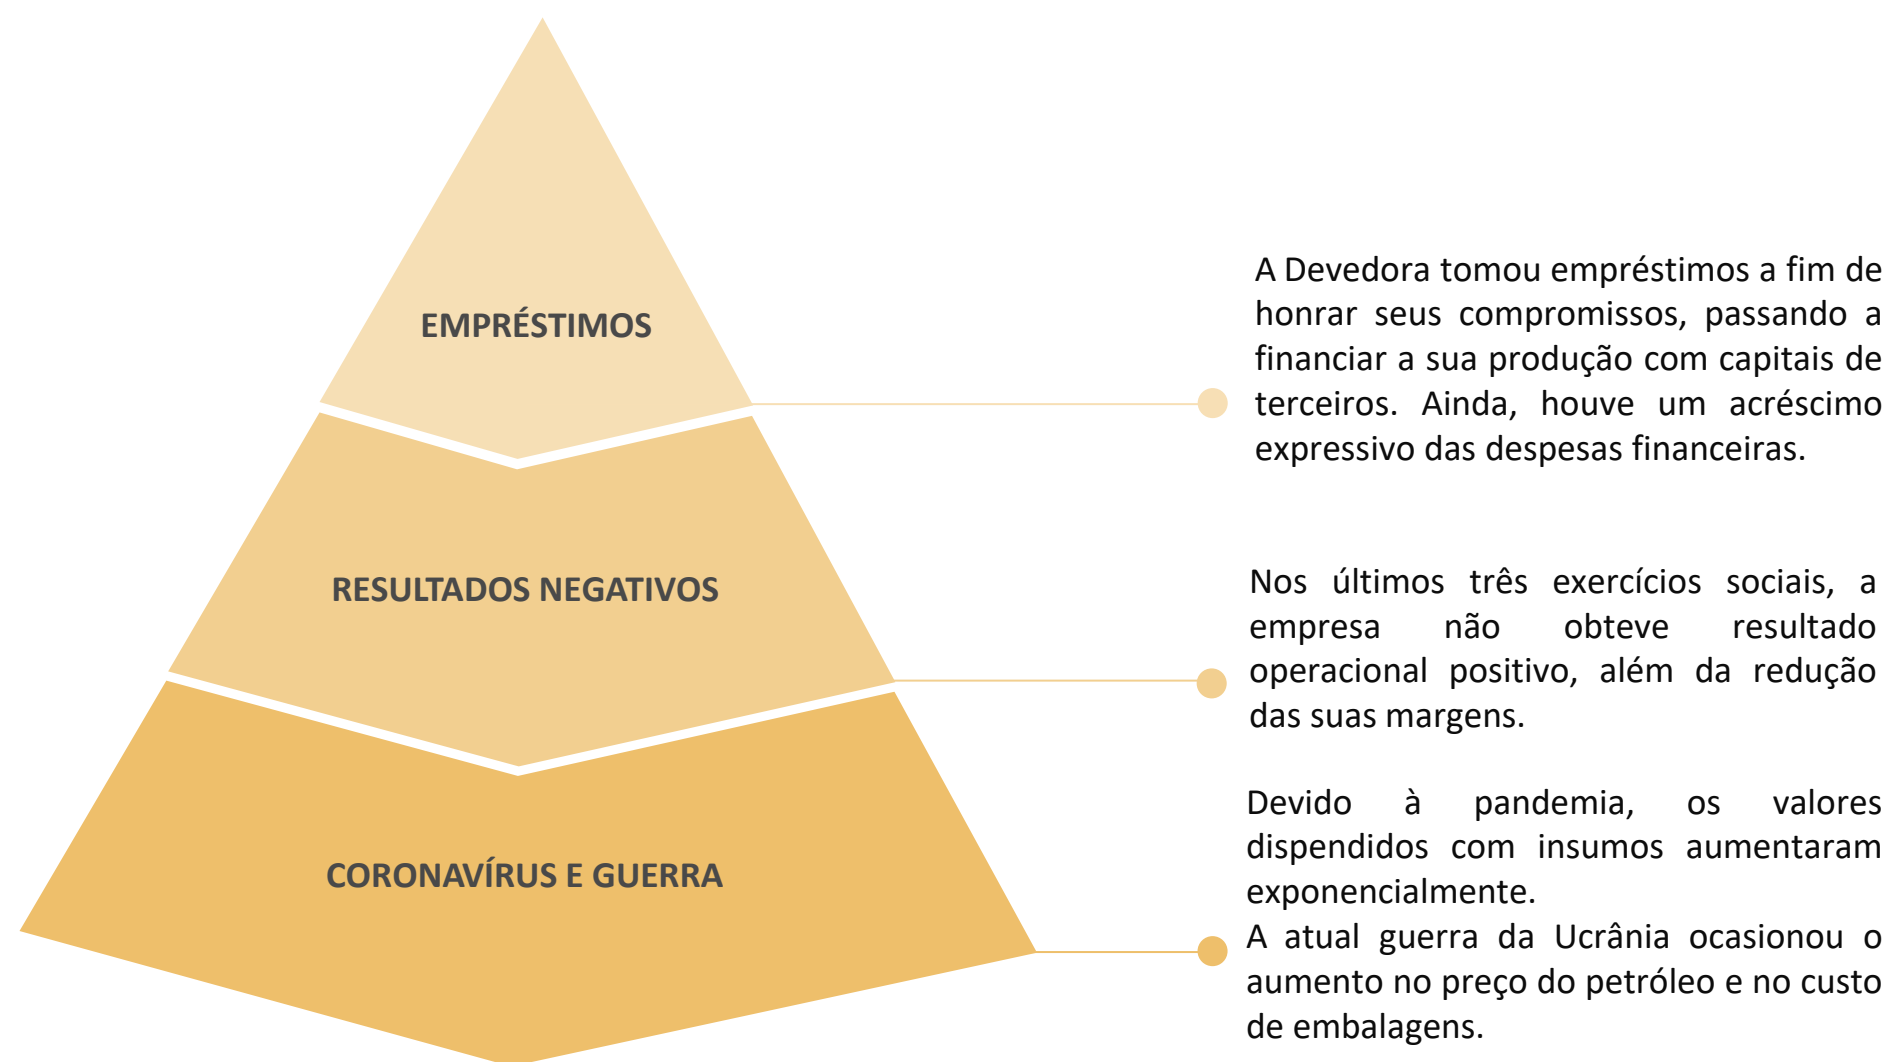 EMPRÉSTIMOS
A Devedora tomou empréstimos a fim de
honrar seus compromissos, passando a
financiar a sua produção com capitais de
terceiros. Ainda, houve um acréscimo
expressivo das despesas financeiras.
RESULTADOS NEGATIVOS
Nos últimos três exercícios sociais, a
empresa não obteve resultado
operacional positivo, além da redução
das suas margens.
CORONAVÍRUS E GUERRA
Devido à pandemia, os valores
dispendidos com insumos aumentaram
exponencialmente.
A atual guerra da Ucrânia ocasionou o
aumento no preço do petróleo e no custo
de embalagens.